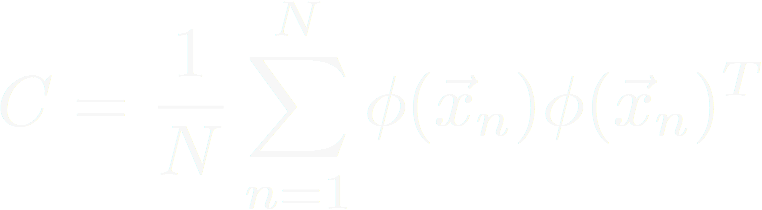 C = \frac{1}{N} \sum_{n=1}^{N} \phi(\vec{x}_n)\phi(\vec{x}_n)^T